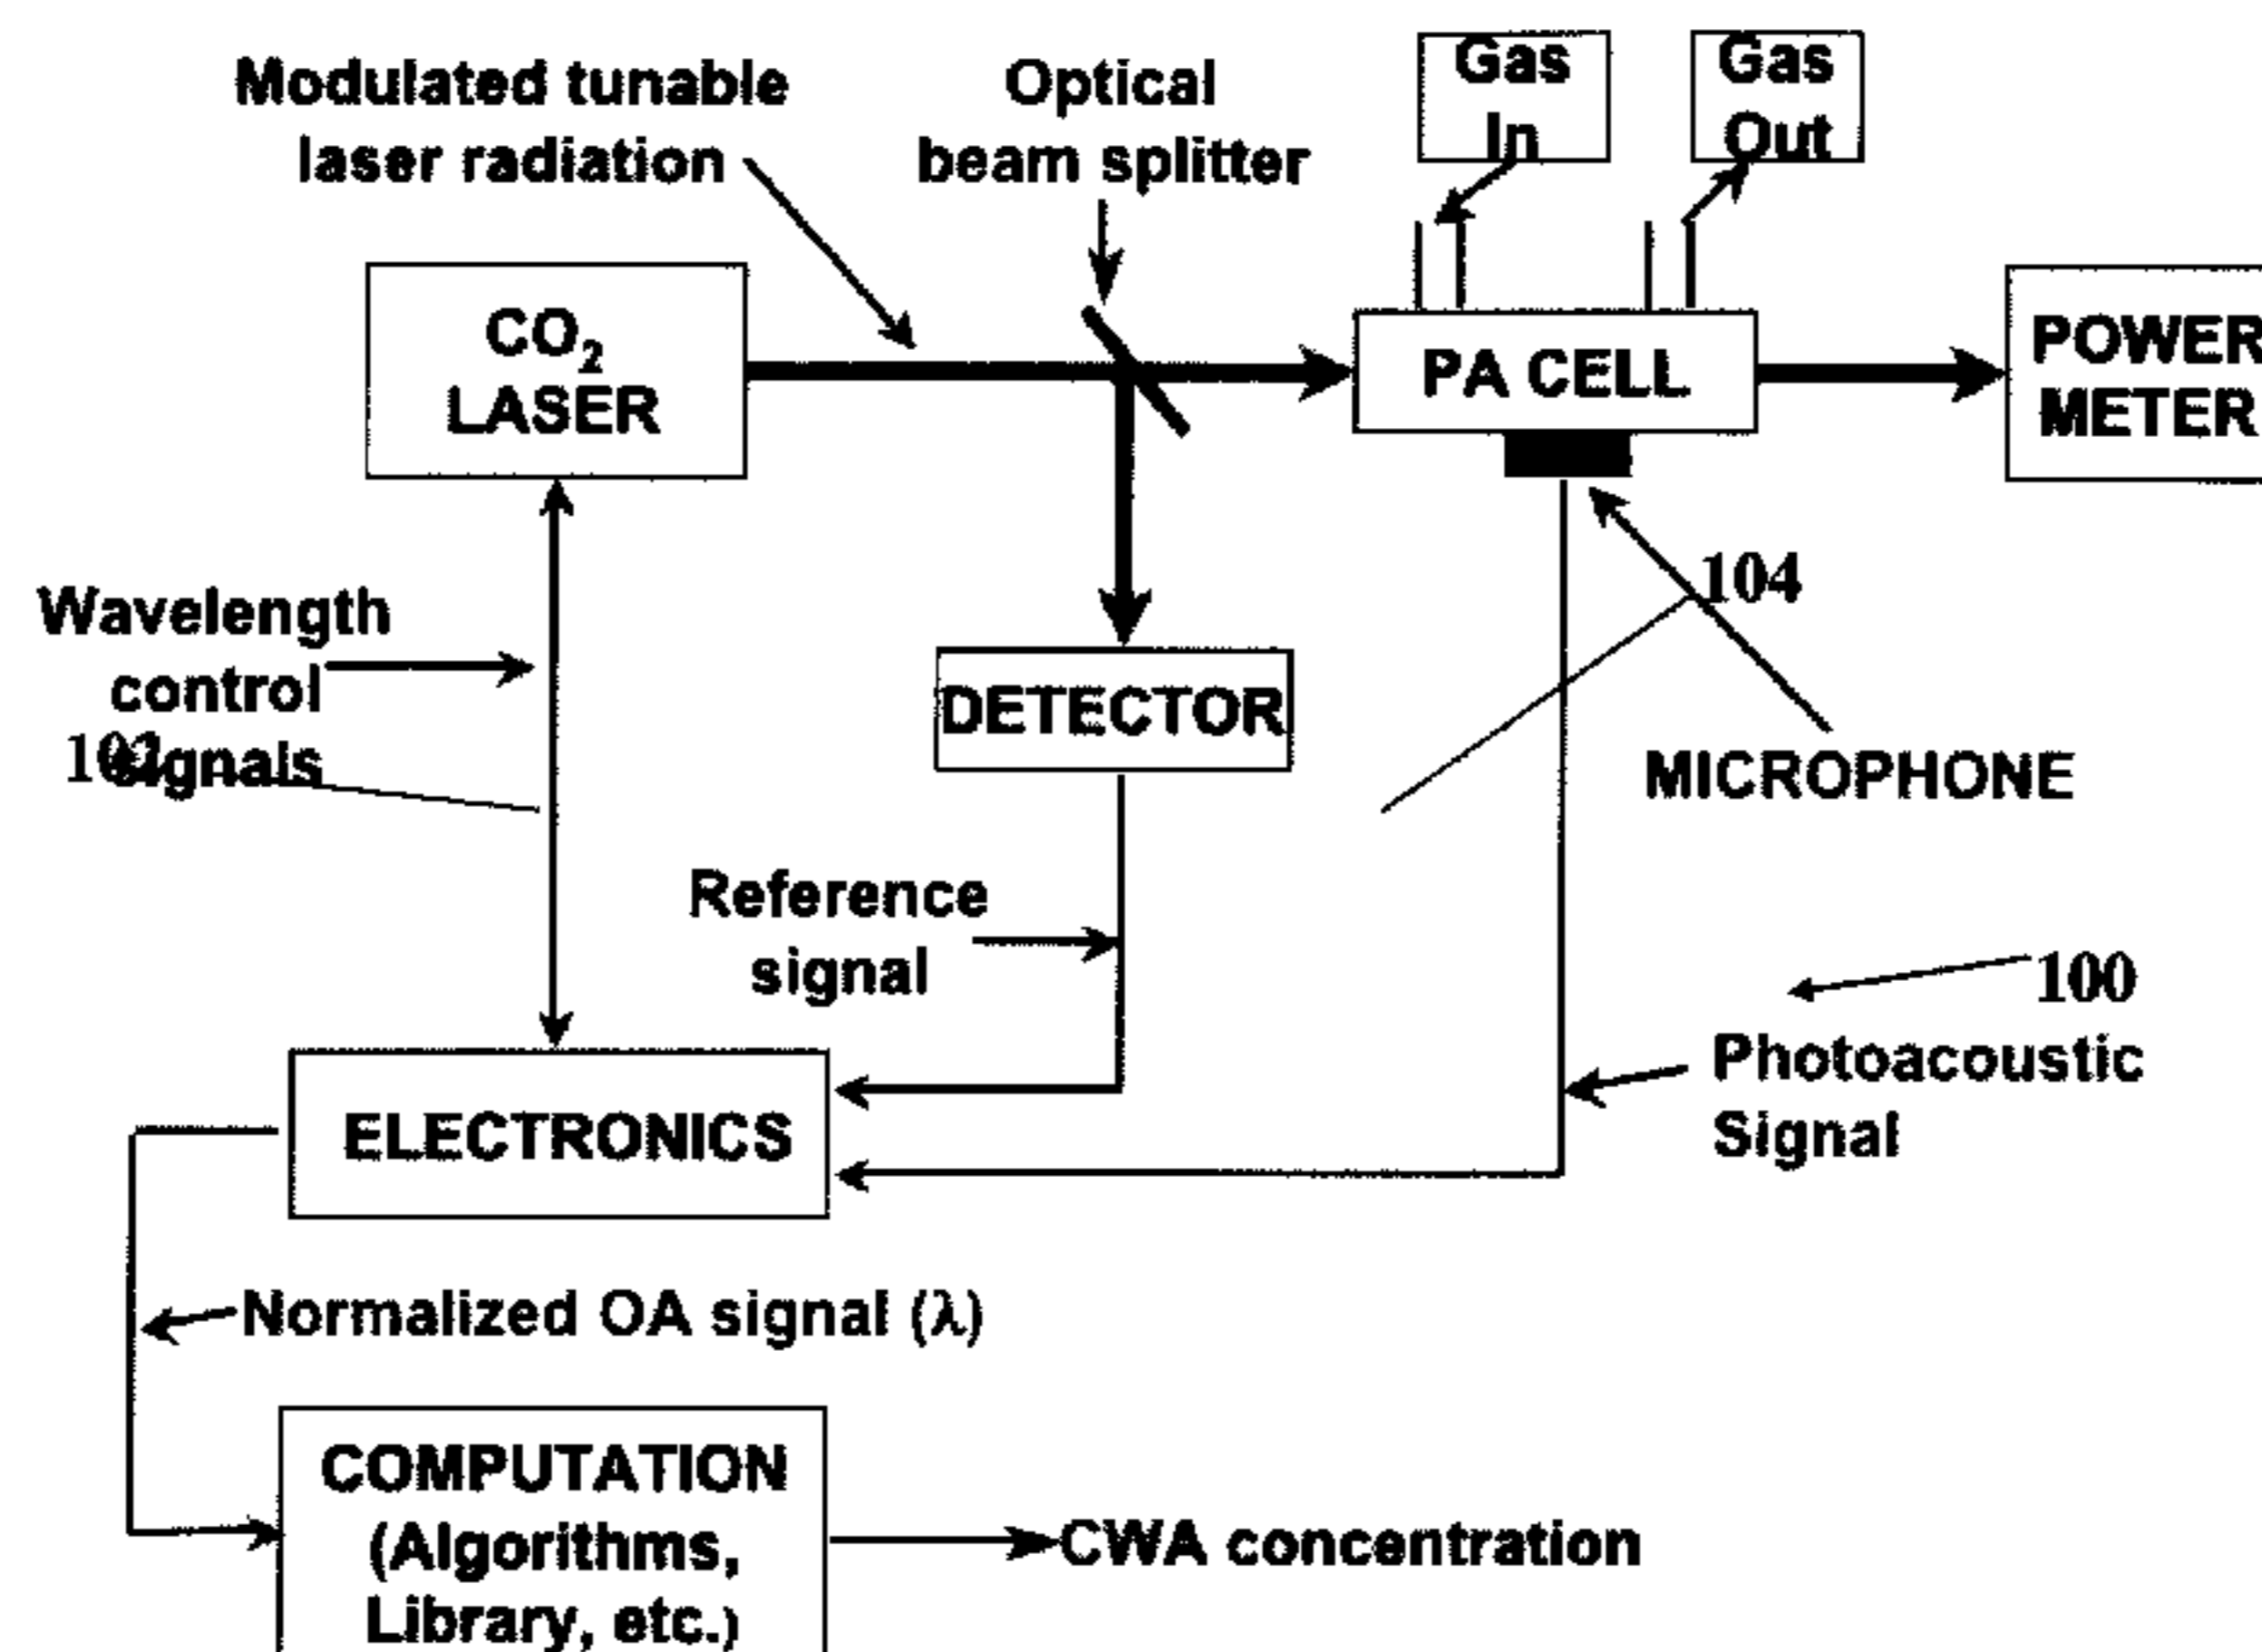 Modulated tunable
laser radiation
Optical
beam splitter
Gas
In
Gas
Out
CO₂
LASER
PA CELL
POWER
METER
Wavelength
control
signals
102
104
DETECTOR
MICROPHONE
Reference
signal
100
Photoacoustic
Signal
ELECTRONICS
Normalized OA signal (λ)
COMPUTATION
(Algorithms,
Library, etc.)
CWA concentration